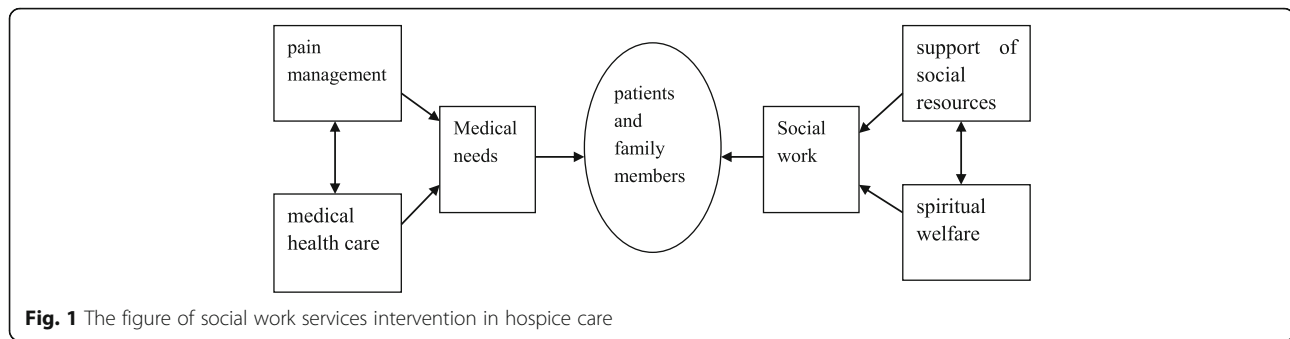 pain
management
medical
health care
Medical
needs
patients
and
family
members
Social
work
support of
social
resources
spiritual
welfare
Fig. 1 The figure of social work services intervention in hospice care